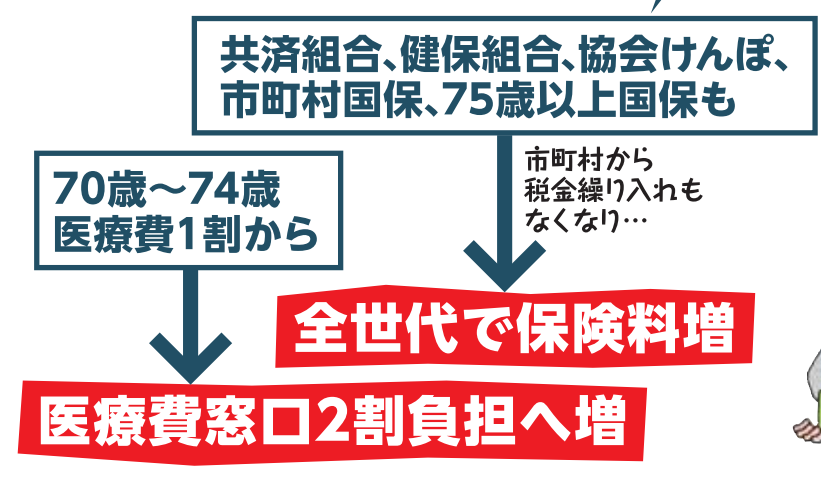 共済組合、健保組合、協会けんぽ、
市町村国保、75歳以上国保も
市町村から
税金繰り入れも
なくなり…
70歳〜74歳
医療費1割から
全世代で保険料増
医療費窓口2割負担へ増